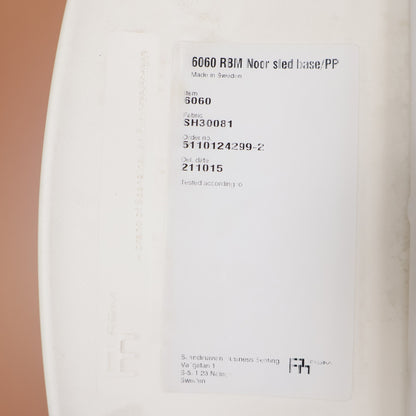 6060 RBM Noor sled base/PP
Made in Sweden
Item
6060
Fabric
SH30081
Order no.
5110124299-2
Del. date
211015
Tested according to
Scandinavian Business Seating
Sweden